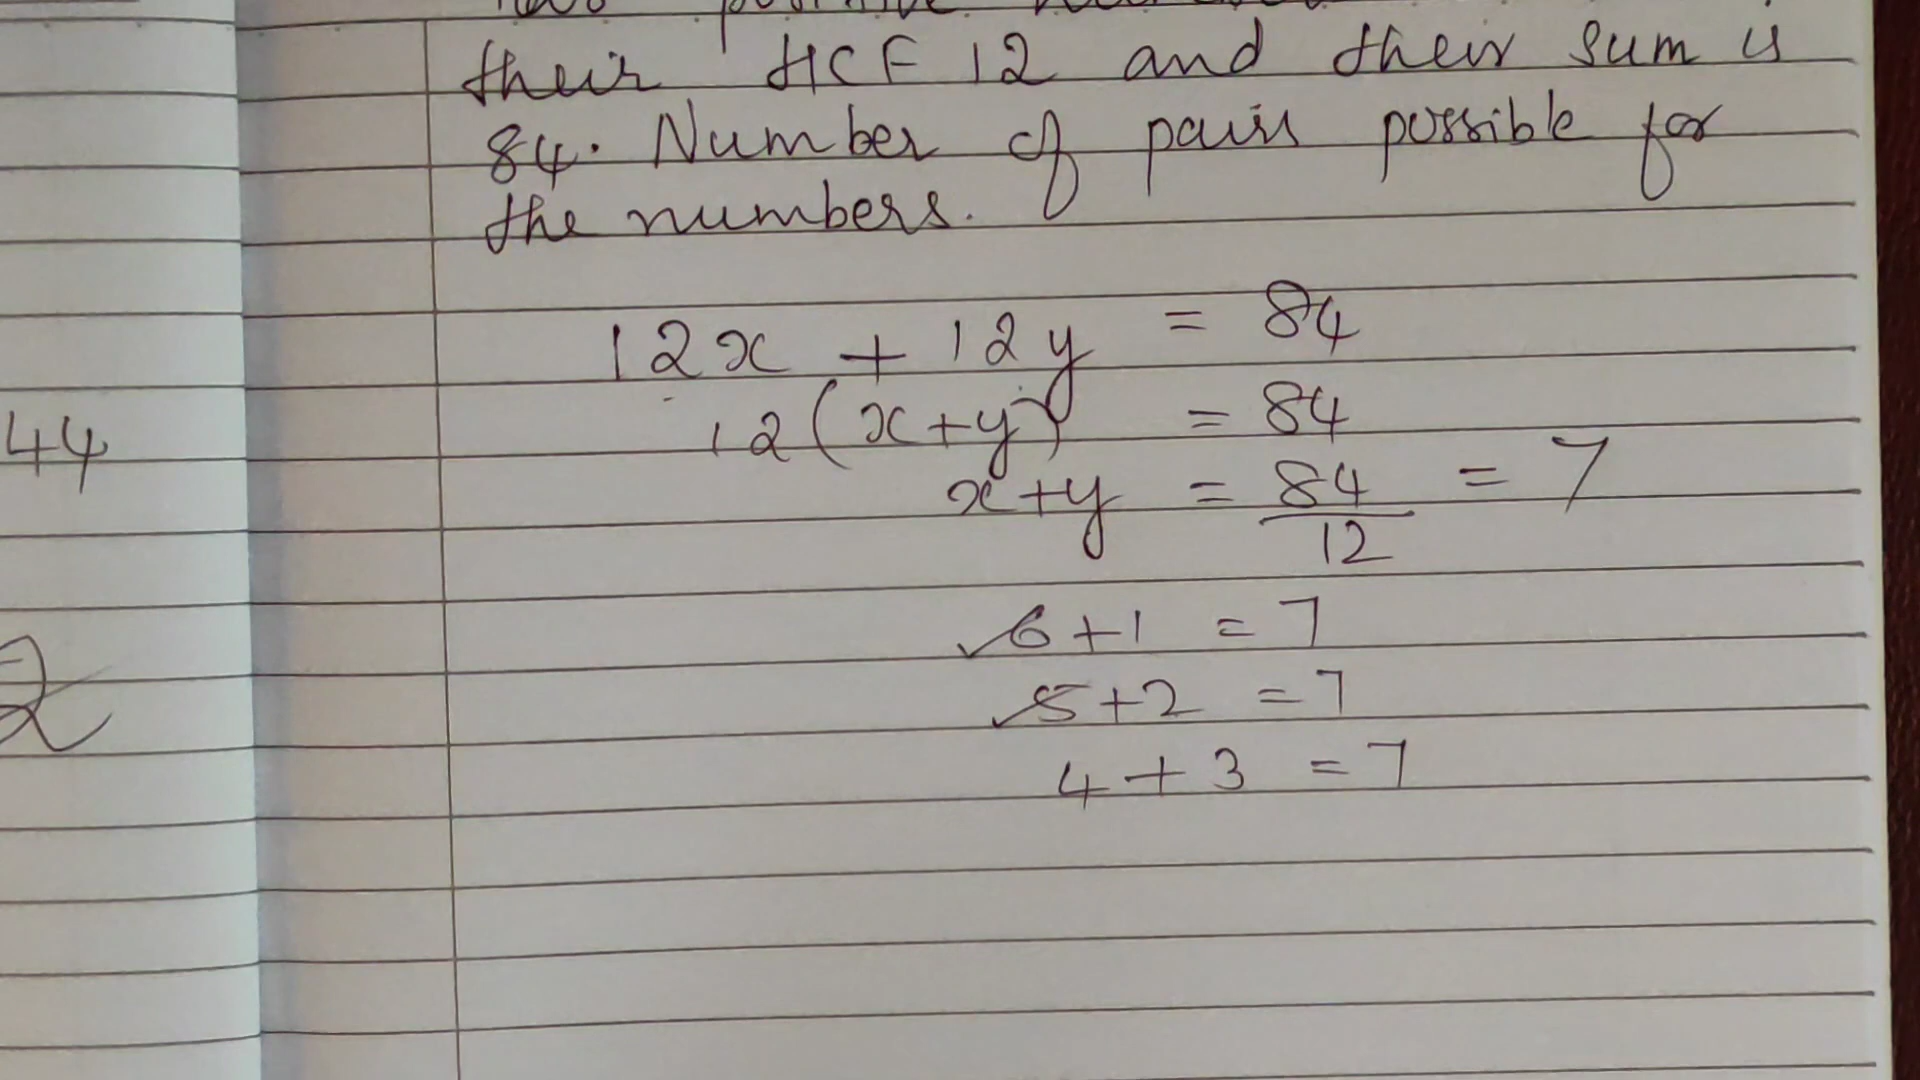 their HCF 12 and their sum is
84. Number of pairs possible for
the numbers.
12x + 12y = 84
12(x+y) = 84
44
x+y = 84/12 = 7
6+1 = 7
2
5+2 = 7
4+3 = 7